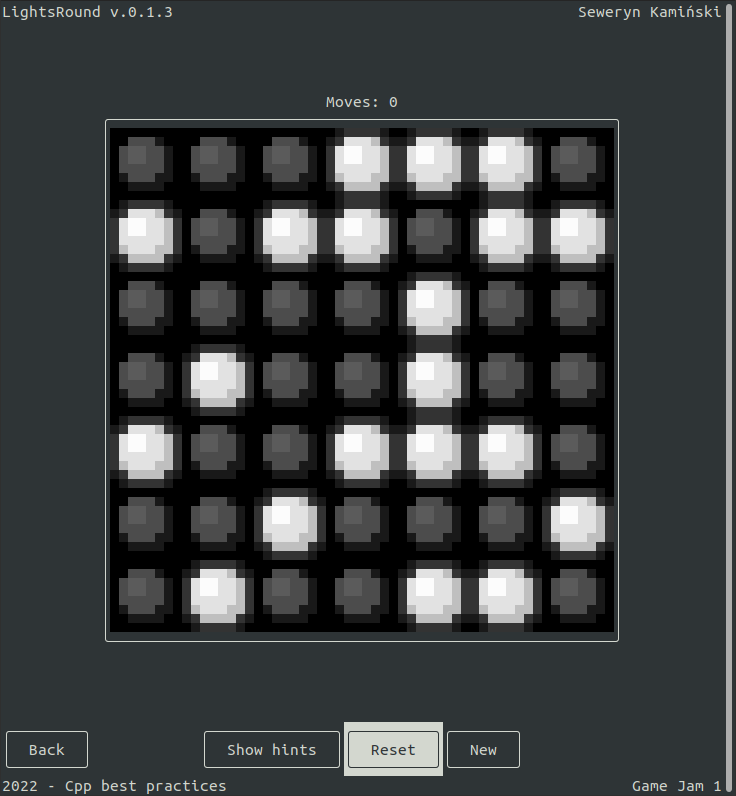 LightsRound v.0.1.3 Seweryn Kamiński
Moves: 0
Back Show hints Reset New
2022 - Cpp best practices Game Jam 1